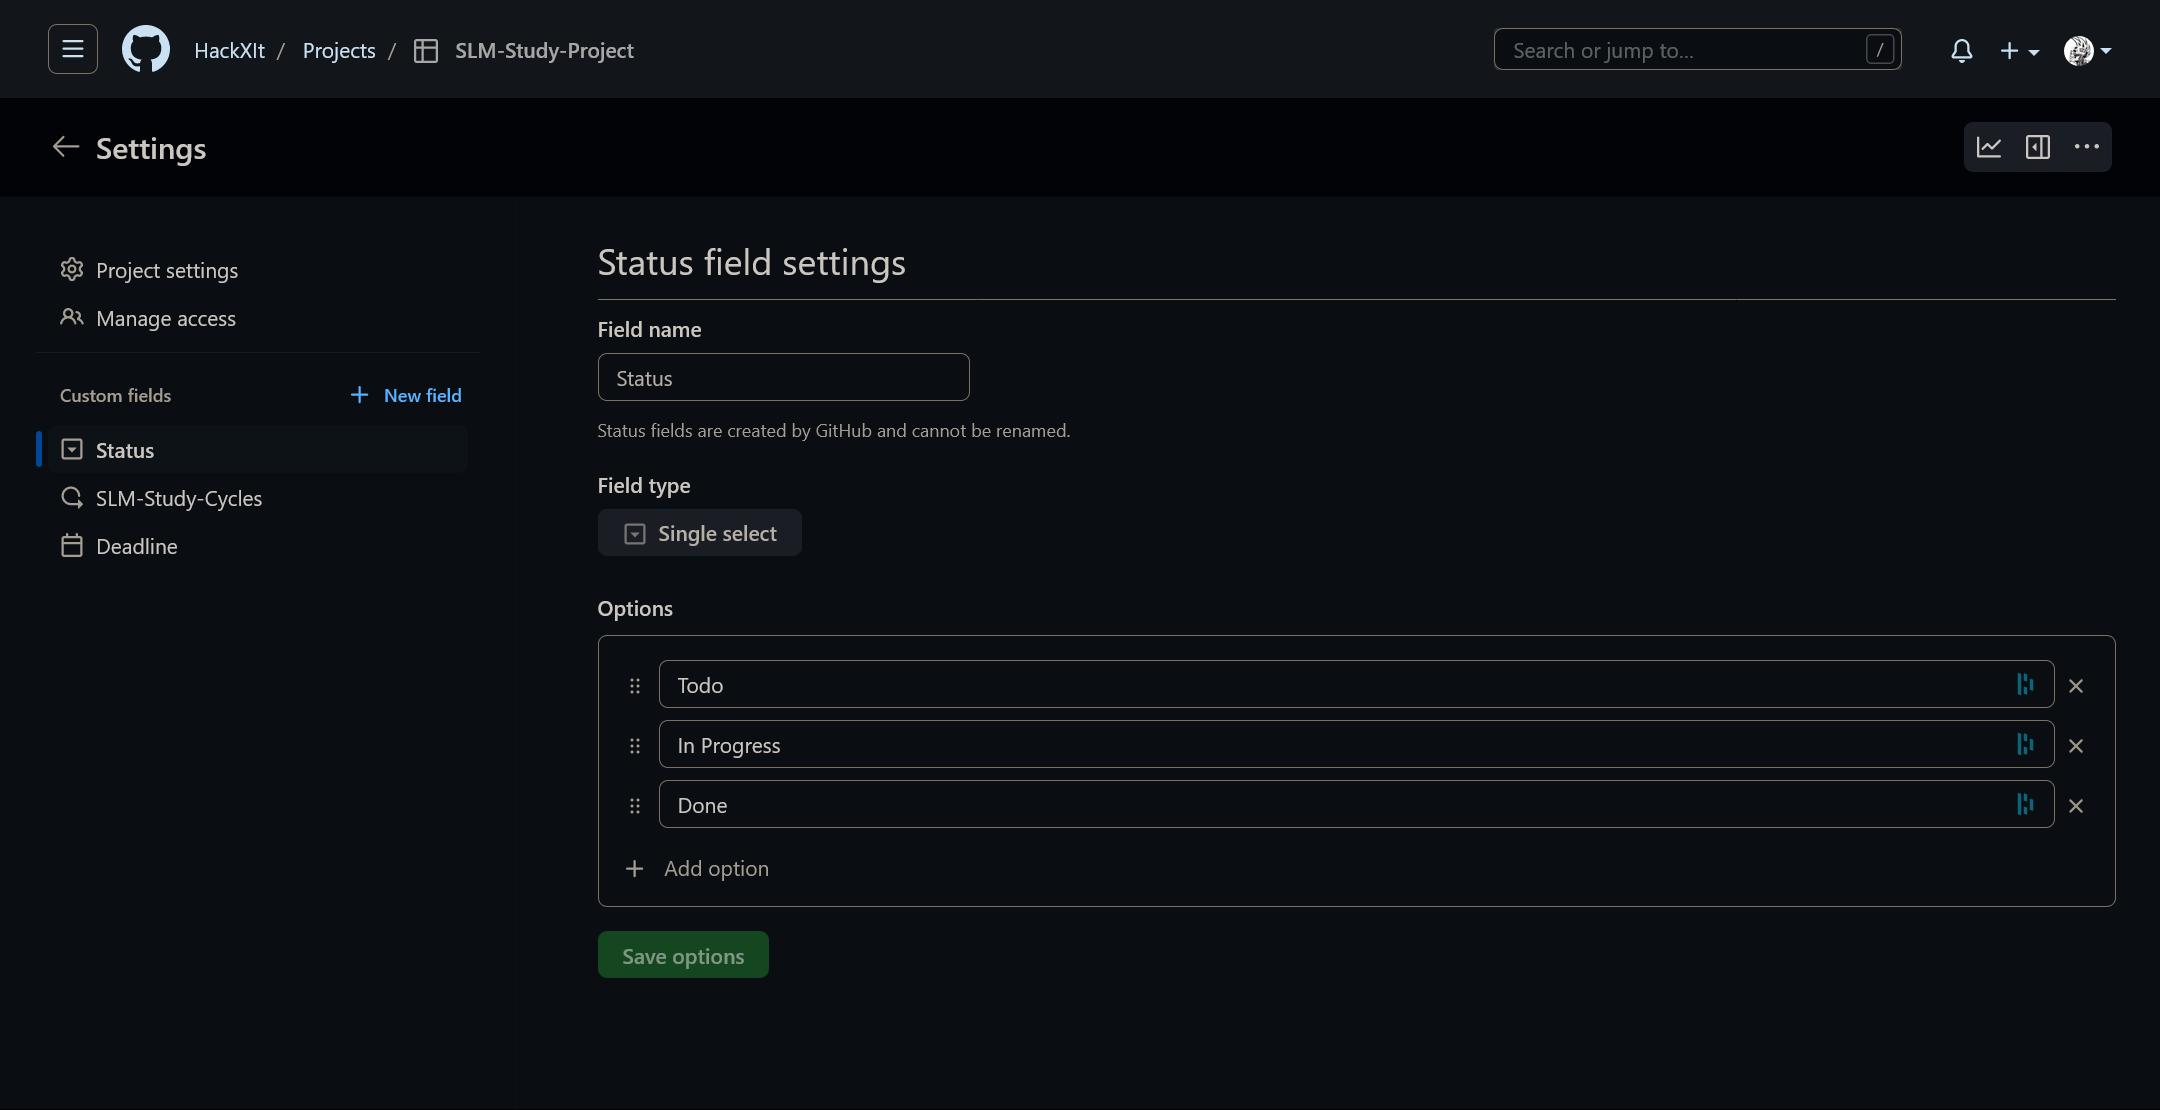 HackXIt / Projects / SLM-Study-Project
Search or jump to... /
Settings
Project settings
Manage access
Custom fields
New field
Status
SLM-Study-Cycles
Deadline
Status field settings
Field name
Status
Status fields are created by GitHub and cannot be renamed.
Field type
Single select
Options
Todo
In Progress
Done
Add option
Save options